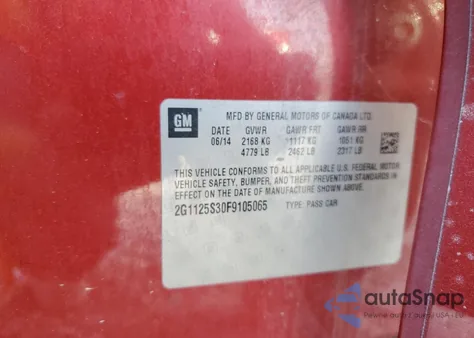 GM
MFD BY GENERAL MOTORS OF CANADA LTD.
DATE GVWR GAWR FRT GAWR RR
06/14 2168 KG 1117 KG 1051 KG
4779 LB 2462 LB 2317 LB
THIS VEHICLE CONFORMS TO ALL APPLICABLE U.S. FEDERAL MOTOR
VEHICLE SAFETY, BUMPER, AND THEFT PREVENTION STANDARDS IN
EFFECT ON THE DATE OF MANUFACTURE SHOWN ABOVE.
2G1125S30F9105065 TYPE: PASS CAR
autoSnap